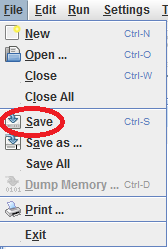 File Edit Run Settings
New Ctrl-N
Open ... Ctrl-O
Close Ctrl-W
Close All
Save Ctrl-S
Save as ...
Save All
Dump Memory ... Ctrl-D
Print ...
Exit